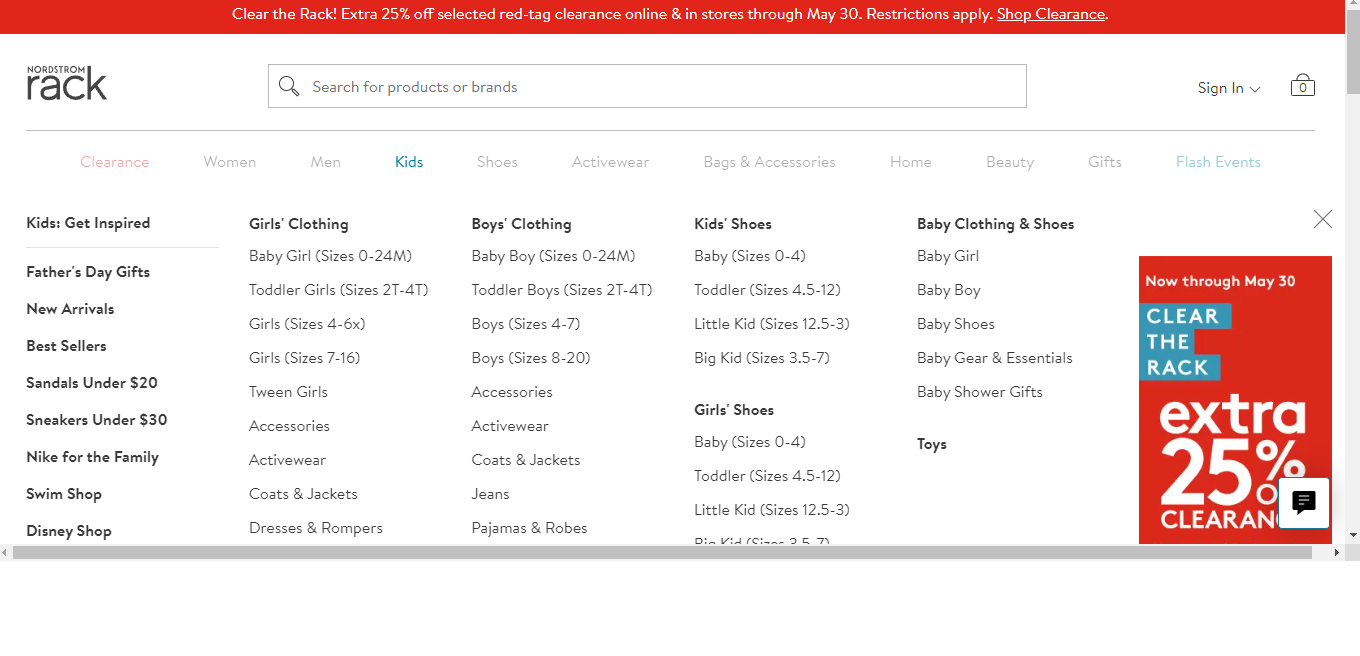 Clear the Rack! Extra 25% off selected red-tag clearance online & in stores through May 30. Restrictions apply. Shop Clearance.
NORDSTROM
rack
Search for products or brands
Sign In
0
Clearance
Women
Men
Kids
Shoes
Activewear
Bags & Accessories
Home
Beauty
Gifts
Flash Events
Kids: Get Inspired
Father's Day Gifts
New Arrivals
Best Sellers
Sandals Under $20
Sneakers Under $30
Nike for the Family
Swim Shop
Disney Shop
Girls' Clothing
Baby Girl (Sizes 0-24M)
Toddler Girls (Sizes 2T-4T)
Girls (Sizes 4-6x)
Girls (Sizes 7-16)
Tween Girls
Accessories
Activewear
Coats & Jackets
Dresses & Rompers
Boys' Clothing
Baby Boy (Sizes 0-24M)
Toddler Boys (Sizes 2T-4T)
Boys (Sizes 4-7)
Boys (Sizes 8-20)
Accessories
Activewear
Coats & Jackets
Jeans
Pajamas & Robes
Kids' Shoes
Baby (Sizes 0-4)
Toddler (Sizes 4.5-12)
Little Kid (Sizes 12.5-3)
Big Kid (Sizes 3.5-7)
Girls' Shoes
Baby (Sizes 0-4)
Toddler (Sizes 4.5-12)
Little Kid (Sizes 12.5-3)
Big Kid (Sizes 3.5-7)
Baby Clothing & Shoes
Baby Girl
Baby Boy
Baby Shoes
Baby Gear & Essentials
Baby Shower Gifts
Toys
Now through May 30
CLEAR
THE
RACK
extra
25%
CLEARAN